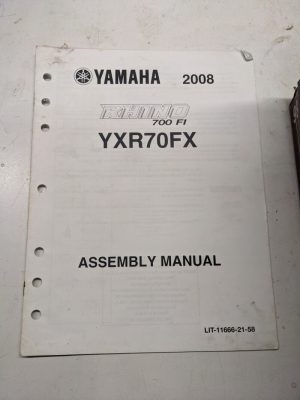 YAMAHA 2008
RHINO
700 FI
YXR70FX
ASSEMBLY MANUAL
LIT-11666-21-58